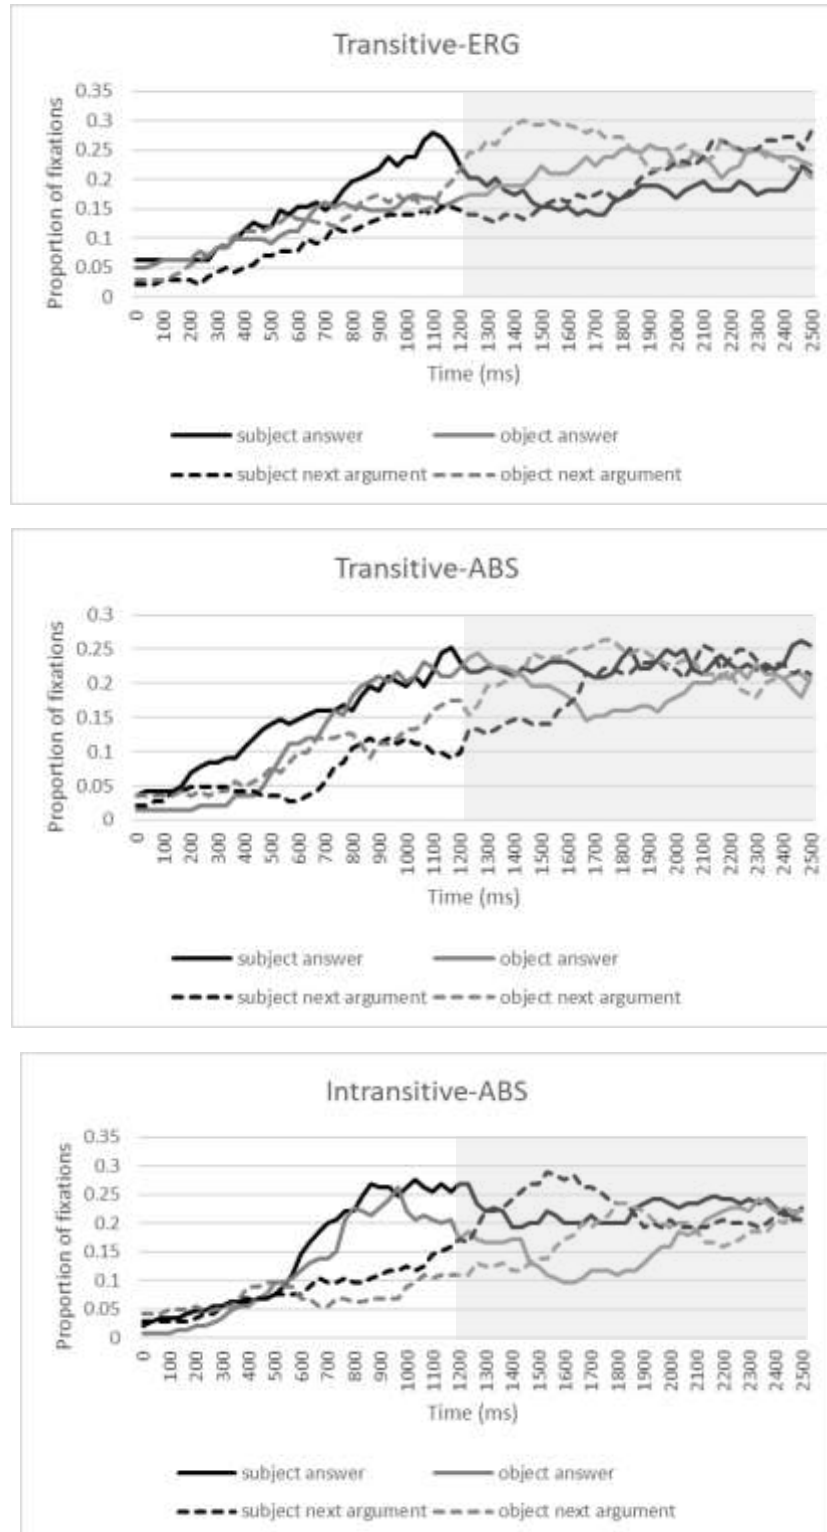 Transitive-ERG
Proportion of fixations
0.35
0.3
0.25
0.2
0.15
0.1
0.05
0
0 100 200 300 400 500 600 700 800 900 1000 1100 1200 1300 1400 1500 1600 1700 1800 1900 2000 2100 2200 2300 2400 2500
Time (ms)
subject answer object answer
subject next argument object next argument
Transitive-ABS
Proportion of fixations
0.3
0.25
0.2
0.15
0.1
0.05
0
0 100 200 300 400 500 600 700 800 900 1000 1100 1200 1300 1400 1500 1600 1700 1800 1900 2000 2100 2200 2300 2400 2500
Time (ms)
subject answer object answer
subject next argument object next argument
Intransitive-ABS
Proportion of fixations
0.35
0.3
0.25
0.2
0.15
0.1
0.05
0
0 100 200 300 400 500 600 700 800 900 1000 1100 1200 1300 1400 1500 1600 1700 1800 1900 2000 2100 2200 2300 2400 2500
Time (ms)
subject answer object answer
subject next argument object next argument